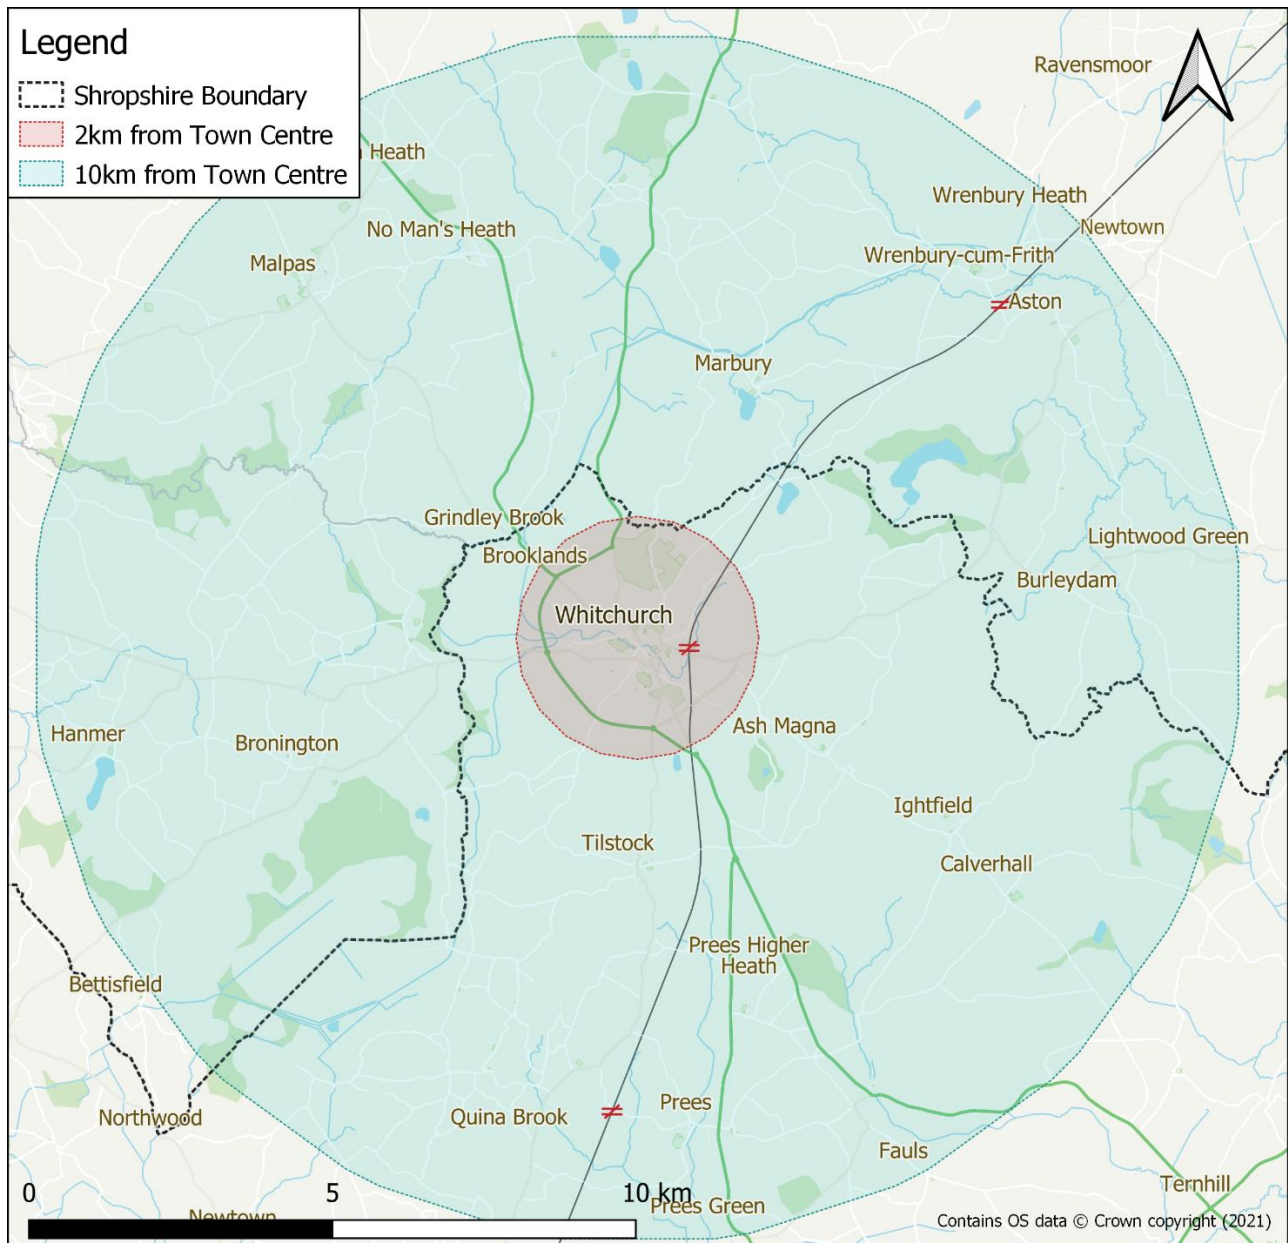 Legend
Shropshire Boundary
2km from Town Centre
10km from Town Centre
Ravensmoor
Heath
No Man's Heath
Wrenbury Heath
Newtown
Malpas
Wrenbury-cum-Frith
Aston
Marbury
Grindley Brook
Brooklands
Lightwood Green
Burleydam
Whitchurch
Hanmer
Bronington
Ash Magna
Ightfield
Tilstock
Calverhall
Prees Higher
Heath
Bettisfield
Northwood
Quina Brook
Prees
Fauls
Ternhill
0 5 10 km
Prees Green
Newtown
Contains OS data © Crown copyright (2021)